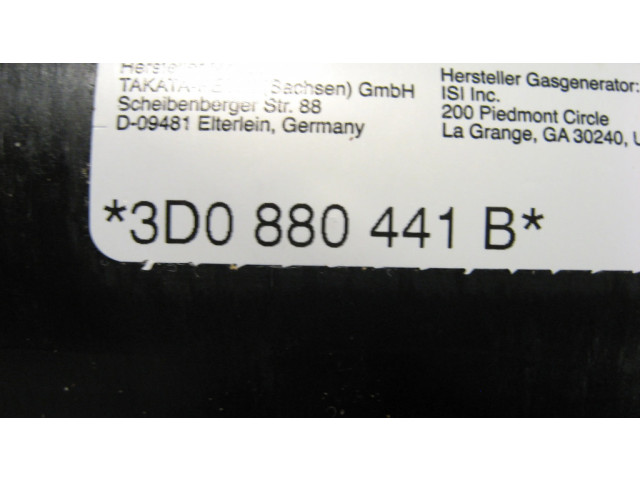 Hersteller
TAKATA- (Sachsen) GmbH
Scheibenberger Str. 88
D-09481 Elterlein, Germany
Hersteller Gasgenerator:
ISI Inc.
200 Piedmont Circle
La Grange, GA 30240, U
*3D0 880 441 B*